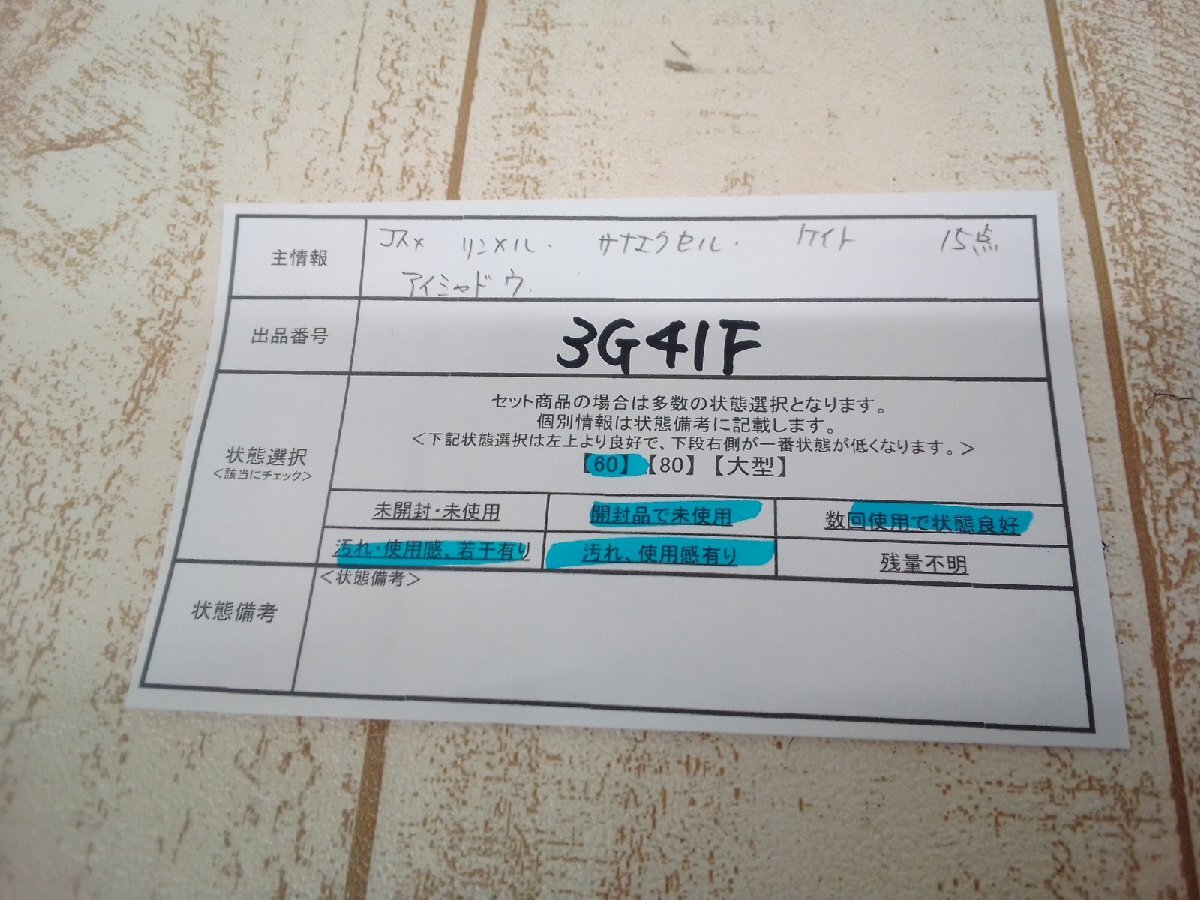 主情報
コスメ リンメル・ サナエクセル・ ケイト 15点
アイシャドウ
出品番号
3G41F
状態選択
<該当にチェック>
セット商品の場合は多数の状態選択となります。
個別情報は状態備考に記載します。
<下記状態選択は左上より良好で、下段右側が一番状態が低くなります。>
【60】【80】【大型】
未開封・未使用 開封品で未使用 数回使用で状態良好
汚れ・使用感、若干有り 汚れ、使用感有り 残量不明
状態備考
<状態備考>